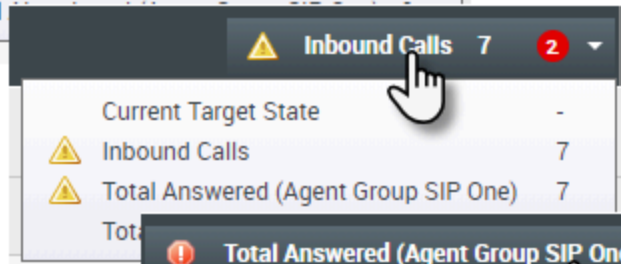 Inbound Calls 7 2
Current Target State -
Inbound Calls 7
Total Answered (Agent Group SIP One) 7
Total Answered (Agent Group SIP